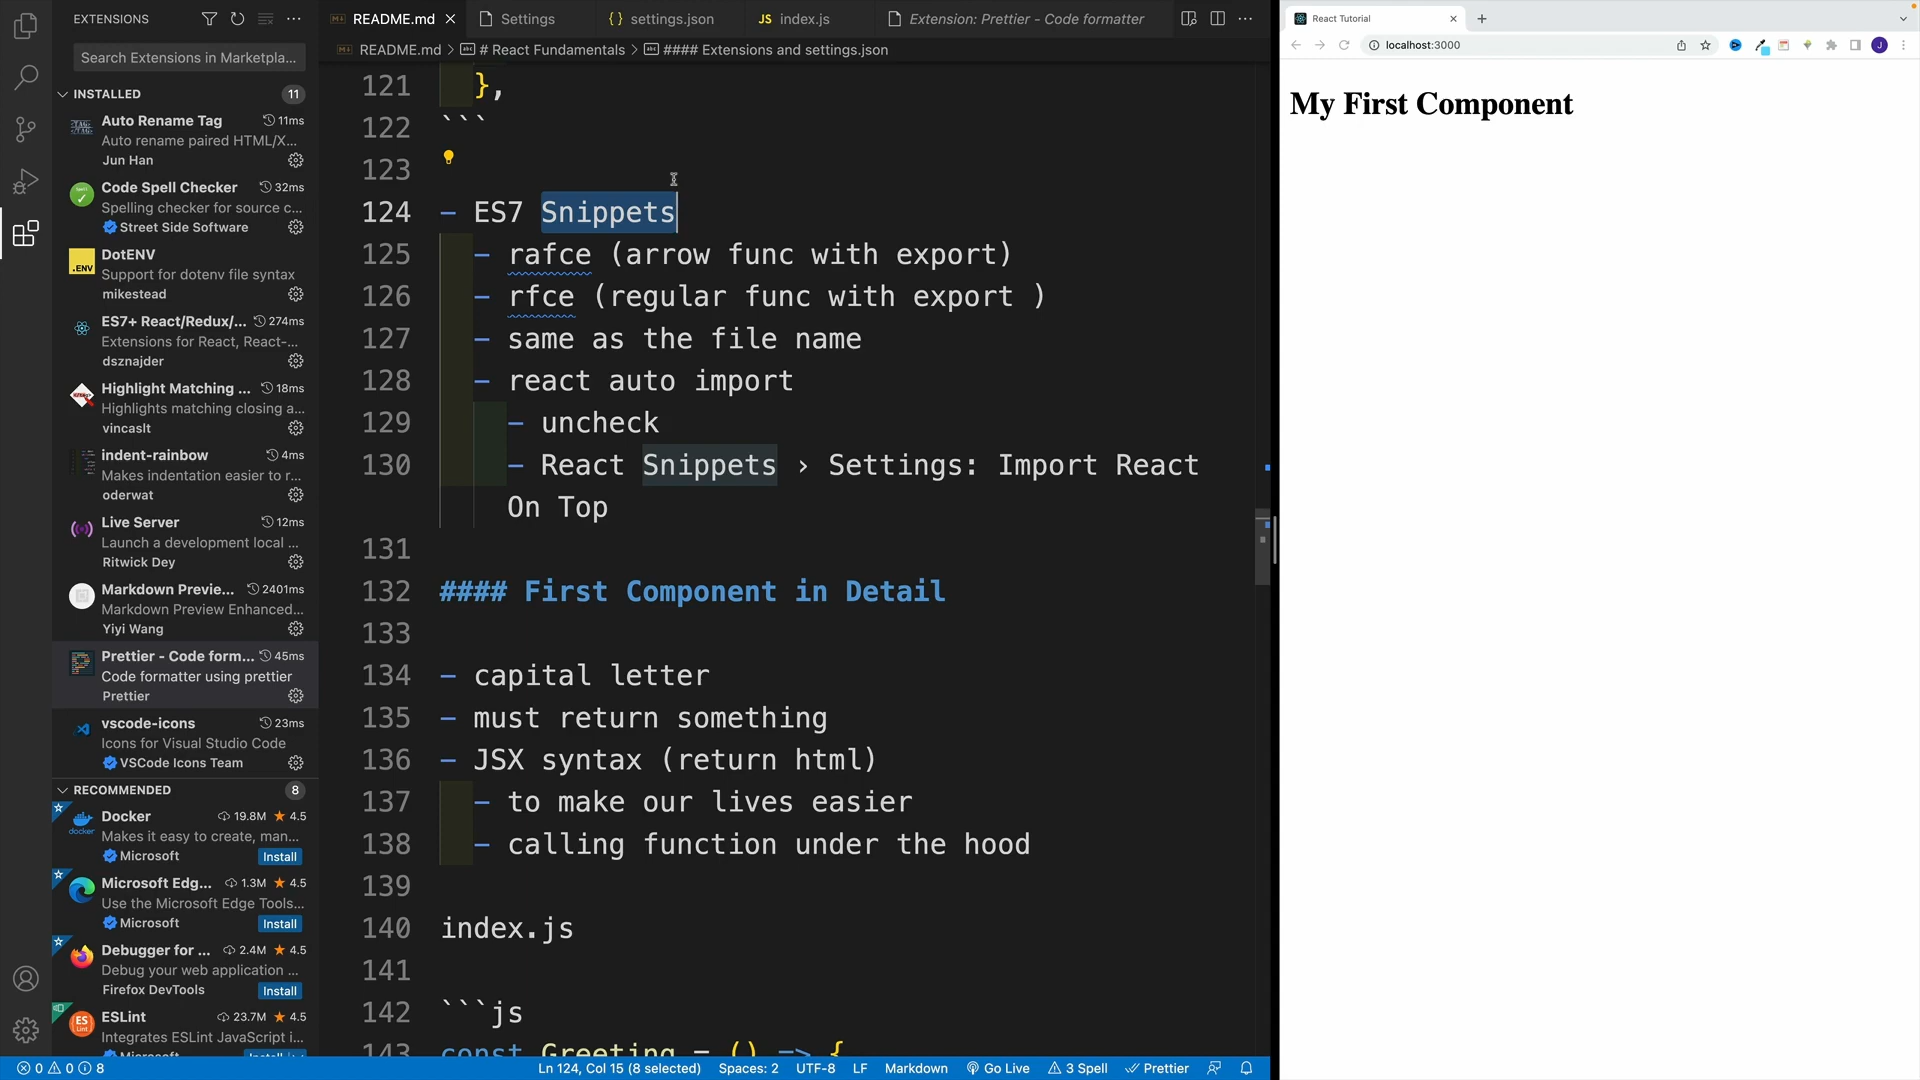 EXTENSIONS
Search Extensions in Marketpla...
INSTALLED
11
Auto Rename Tag 11ms
Auto rename paired HTML/X...
Jun Han
Code Spell Checker 32ms
Spelling checker for source c...
Street Side Software
.ENV
DotENV
Support for dotenv file syntax
mikestead
ES7+ React/Redux/... 274ms
Extensions for React, React-...
dsznajder
Highlight Matching ... 18ms
Highlights matching closing a...
vincaslt
indent-rainbow 4ms
Makes indentation easier to r...
oderwat
Live Server 12ms
Launch a development local ...
Ritwick Dey
Markdown Previe... 2401ms
Markdown Preview Enhanced...
Yiyi Wang
Prettier - Code form... 45ms
Code formatter using prettier
Prettier
vscode-icons 23ms
Icons for Visual Studio Code
VSCode Icons Team
RECOMMENDED
8
Docker 19.8M ★ 4.5
Makes it easy to create, man...
docker
Microsoft Install
Microsoft Edg... 1.3M ★ 4.5
Use the Microsoft Edge Tools...
Microsoft Install
Debugger for ... 2.4M ★ 4.5
Debug your web application ...
Firefox DevTools Install
ESLint 23.7M ★ 4.5
Integrates ESLint JavaScript i...
README.md Settings {} settings.json JS index.js Extension: Prettier - Code formatter
README.md > # React Fundamentals > #### Extensions and settings.json
121 },
122 ```
123
124 - ES7 Snippets
125 - rafce (arrow func with export)
126 - rfce (regular func with export )
127 - same as the file name
128 - react auto import
129 - uncheck
130 - React Snippets › Settings: Import React
On Top
131
132 #### First Component in Detail
133
134 - capital letter
135 - must return something
136 - JSX syntax (return html)
137 - to make our lives easier
138 - calling function under the hood
139
140 index.js
141
142 ```js
143 const Greeting = () => {
0 0 8 Ln 124, Col 15 (8 selected) Spaces: 2 UTF-8 LF Markdown Go Live 3 Spell Prettier
React Tutorial
localhost:3000
J
My First Component